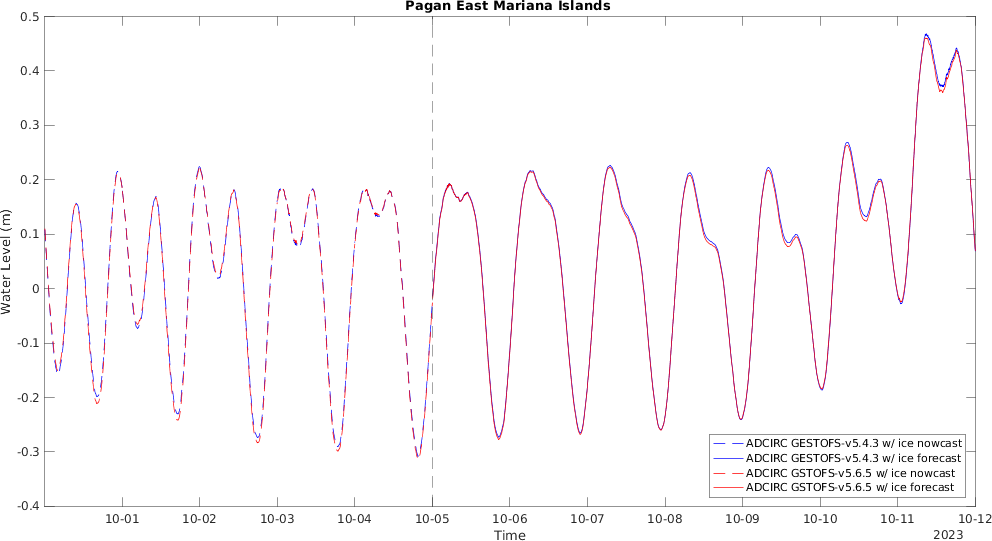 Pagan East Mariana Islands
0.5
0.4
0.3
0.2
0.1
0
-0.1
-0.2
-0.3
-0.4
Water Level (m)
ADCIRC GESTOFS-v5.4.3 w/ ice nowcast
ADCIRC GESTOFS-v5.4.3 w/ ice forecast
ADCIRC GSTOFS-v5.6.5 w/ ice nowcast
ADCIRC GSTOFS-v5.6.5 w/ ice forecast
10-01 10-02 10-03 10-04 10-05 10-06 10-07 10-08 10-09 10-10 10-11 10-12
Time
2023